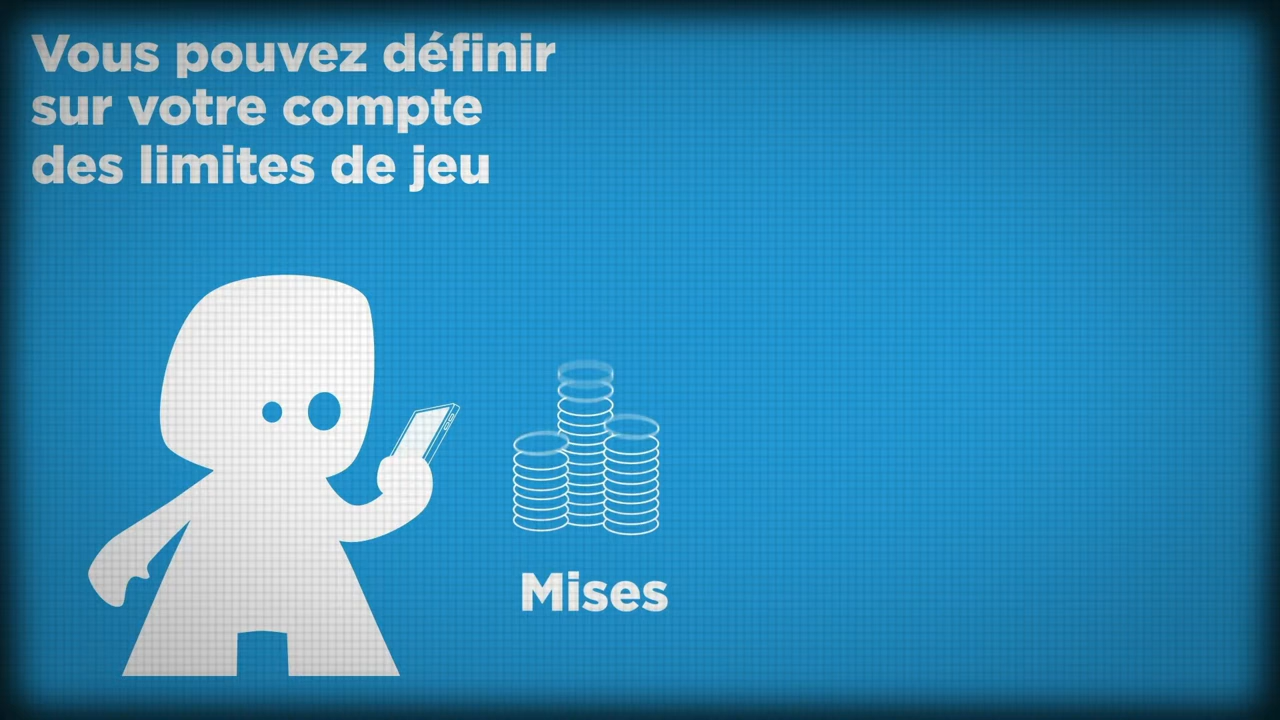 Vous pouvez définir
sur votre compte
des limites de jeu
Mises